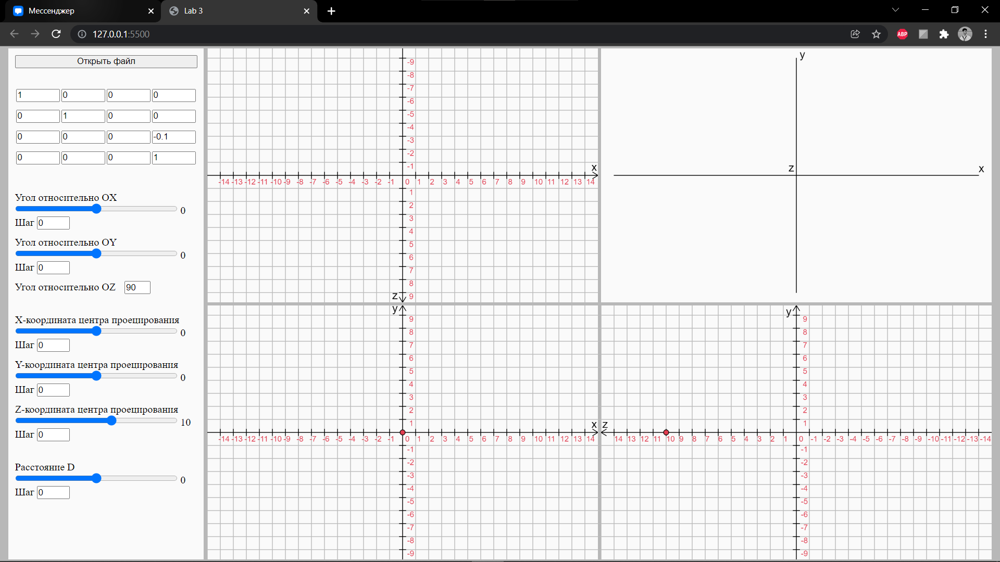 Мессенджер
Lab 3
127.0.0.1:5500
ABP
Открыть файл
1 0 0 0
0 1 0 0
0 0 0 -0.1
0 0 0 1
Угол относительно OX
0
Шаг 0
Угол относительно OY
0
Шаг 0
Угол относительно OZ 90
X-координата центра проецирования
0
Шаг 0
Y-координата центра проецирования
0
Шаг 0
Z-координата центра проецирования
10
Шаг 0
Расстояние D
0
Шаг 0
-9
-8
-7
-6
-5
-4
-3
-2
-1
x
-14 -13 -12 -11 -10 -9 -8 -7 -6 -5 -4 -3 -2 -1 0 1 2 3 4 5 6 7 8 9 10 11 12 13 14
1
2
3
4
5
6
7
8
z 9
y
z
x
y
9
8
7
6
5
4
3
2
1
x
-14 -13 -12 -11 -10 -9 -8 -7 -6 -5 -4 -3 -2 -1 0 1 2 3 4 5 6 7 8 9 10 11 12 13 14
-1
-2
-3
-4
-5
-6
-7
-8
-9
y
9
8
7
6
5
4
3
2
1
z
14 13 12 11 10 9 8 7 6 5 4 3 2 1 0 -1 -2 -3 -4 -5 -6 -7 -8 -9 -10 -11 -12 -13 -14
-1
-2
-3
-4
-5
-6
-7
-8
-9